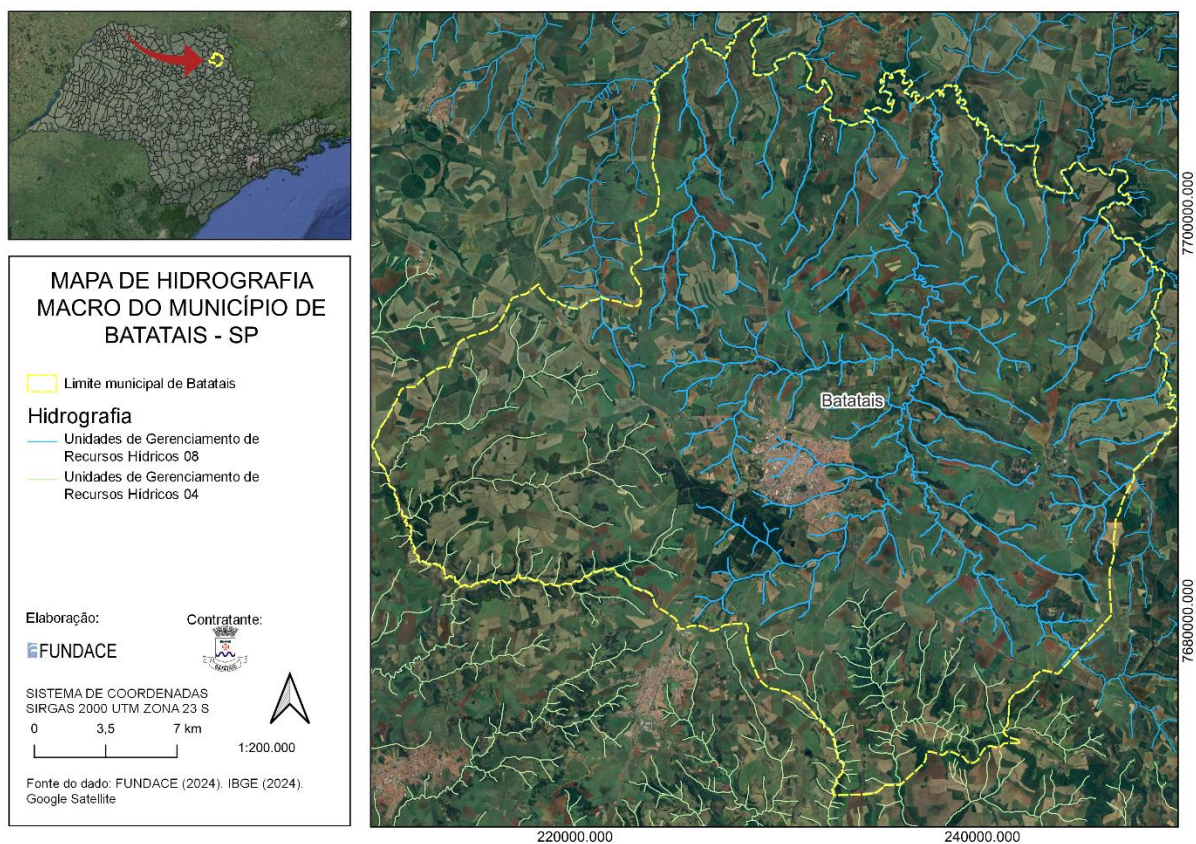 MAPA DE HIDROGRAFIA
MACRO DO MUNICÍPIO DE
BATATAIS - SP
Limite municipal de Batatais
Hidrografia
Unidades de Gerenciamento de
Recursos Hídricos 08
Unidades de Gerenciamento de
Recursos Hídricos 04
Elaboração:
Contratante:
FUNDACE
BATATAIS
SISTEMA DE COORDENADAS
SIRGAS 2000 UTM ZONA 23 S
0 3,5 7 km
1:200.000
Fonte do dado: FUNDACE (2024). IBGE (2024).
Google Satellite
Batatais
7700000.000
7680000.000
220000.000
240000.000